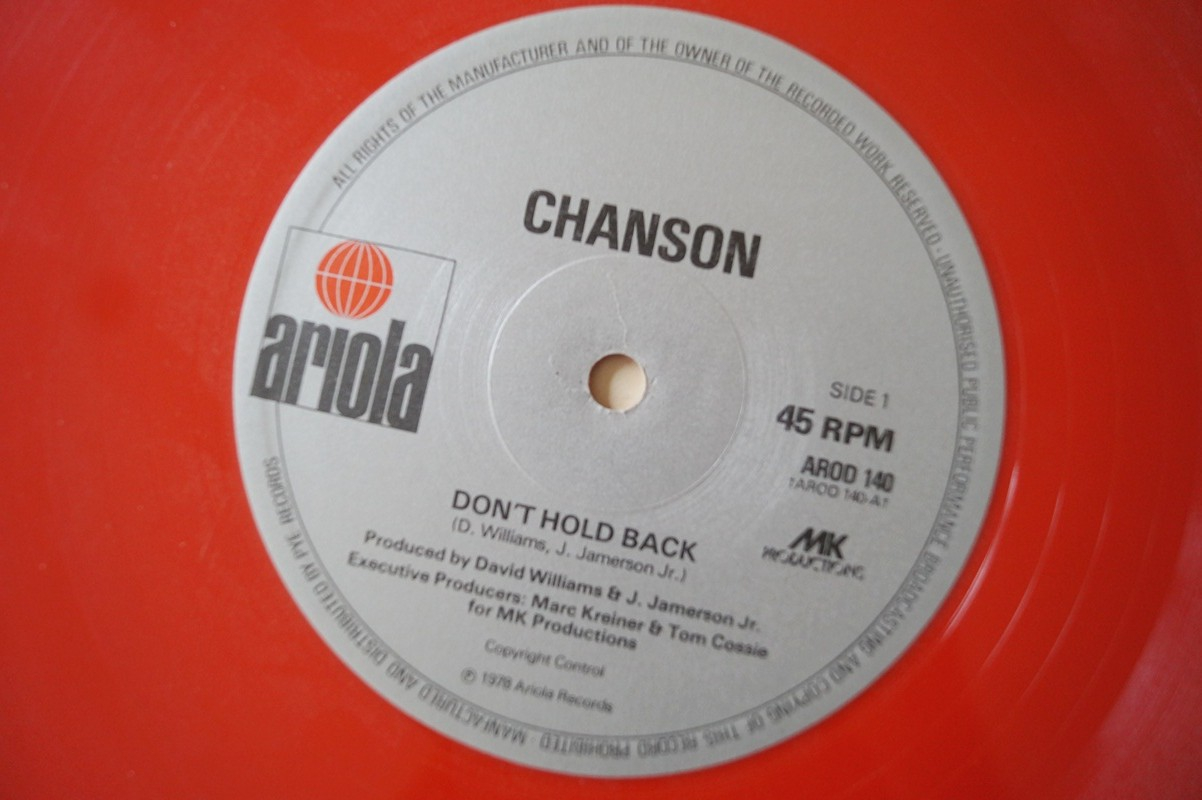 ALL RIGHTS OF THE MANUFACTURER AND OF THE OWNER OF THE RECORDED WORK RESERVED · UNAUTHORISED PUBLIC PERFORMANCE BROADCASTING AND COPYING OF THIS RECORD PROHIBITED · MANUFACTURED AND DISTRIBUTED BY PYE RECORDS
CHANSON
ariola
SIDE 1
45 RPM
AROD 140
†AROD 140-A†
MK
PRODUCTIONS
DON'T HOLD BACK
(D. Williams, J. Jamerson Jr.)
Produced by David Williams & J. Jamerson Jr.
Executive Producers: Marc Kreiner & Tom Cossie
for MK Productions
Copyright Control
℗ 1978 Ariola Records